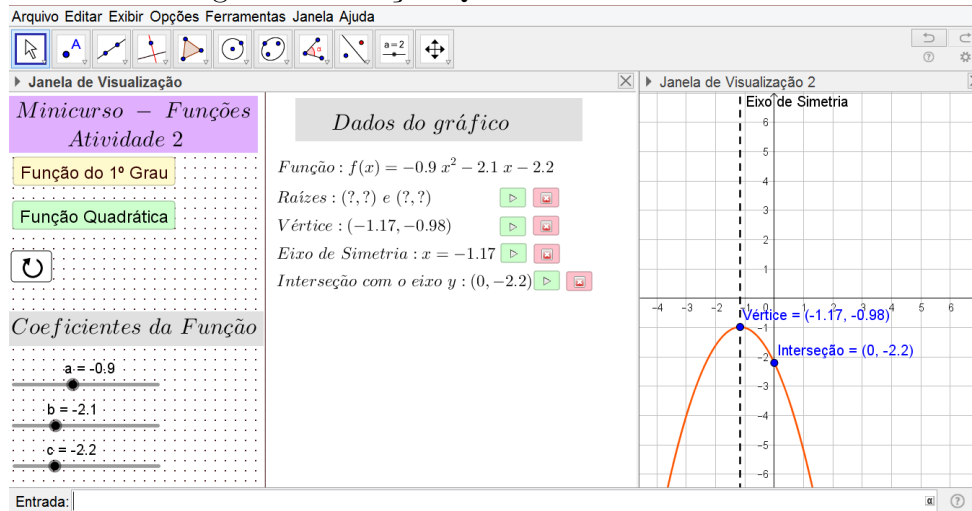 Arquivo Editar Exibir Opções Ferramentas Janela Ajuda
A
a=2
Janela de Visualização
Janela de Visualização 2
Minicurso − Funções
Atividade 2
Função do 1º Grau
Função Quadrática
Coeficientes da Função
a = -0.9
b = -2.1
c = -2.2
Dados do gráfico
Função : f(x) = −0.9 x² − 2.1 x − 2.2
Raízes : (?, ?) e (?, ?)
Vértice : (−1.17, −0.98)
Eixo de Simetria : x = −1.17
Interseção com o eixo y : (0, −2.2)
Eixo de Simetria
6
5
4
3
2
1
-4 -3 -2 -1 0 1 2 3 4 5 6
Vértice = (-1.17, -0.98)
-1
Interseção = (0, -2.2)
-2
-3
-4
-5
-6
Entrada:
α